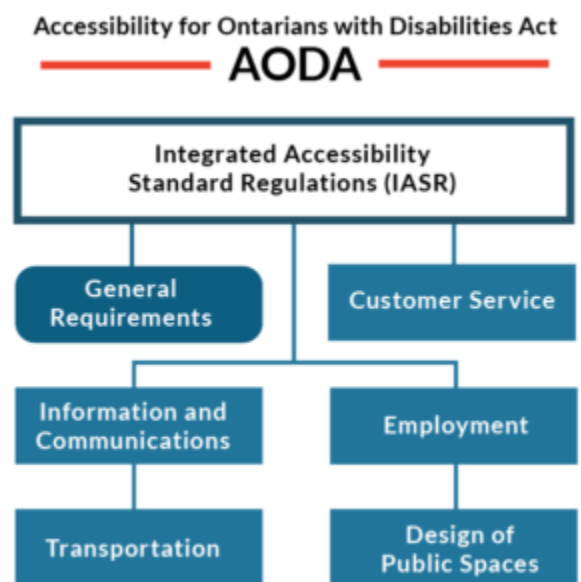 Accessibility for Ontarians with Disabilities Act
AODA
Integrated Accessibility
Standard Regulations (IASR)
General
Requirements
Customer Service
Information and
Communications
Employment
Transportation
Design of
Public Spaces